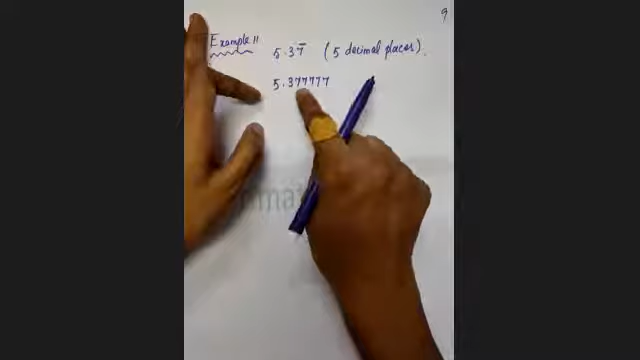 9
Example 11
5.37̅ (5 decimal places).
5.377777